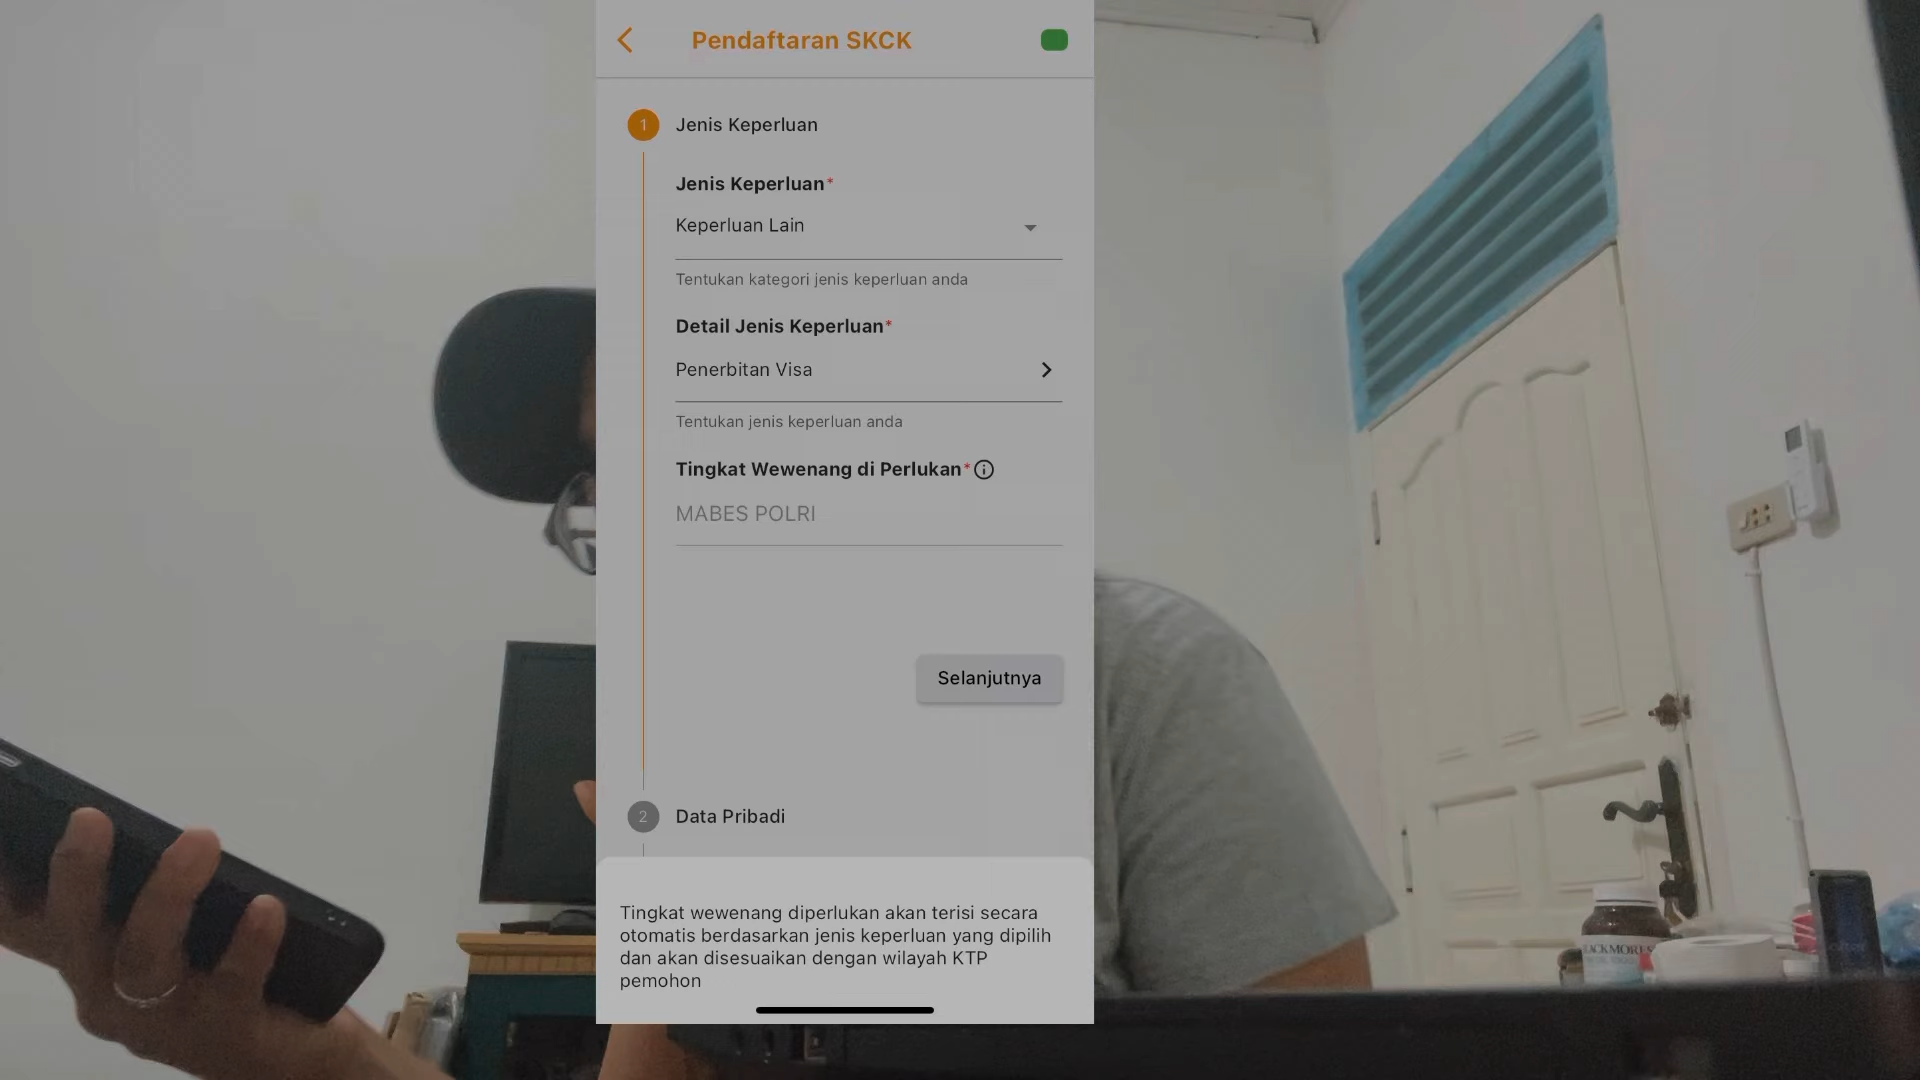 Pendaftaran SKCK
1 Jenis Keperluan
Jenis Keperluan*
Keperluan Lain
Tentukan kategori jenis keperluan anda
Detail Jenis Keperluan*
Penerbitan Visa
Tentukan jenis keperluan anda
Tingkat Wewenang di Perlukan*
MABES POLRI
Selanjutnya
2 Data Pribadi
Tingkat wewenang diperlukan akan terisi secara
otomatis berdasarkan jenis keperluan yang dipilih
dan akan disesuaikan dengan wilayah KTP
pemohon
BLACKMORES